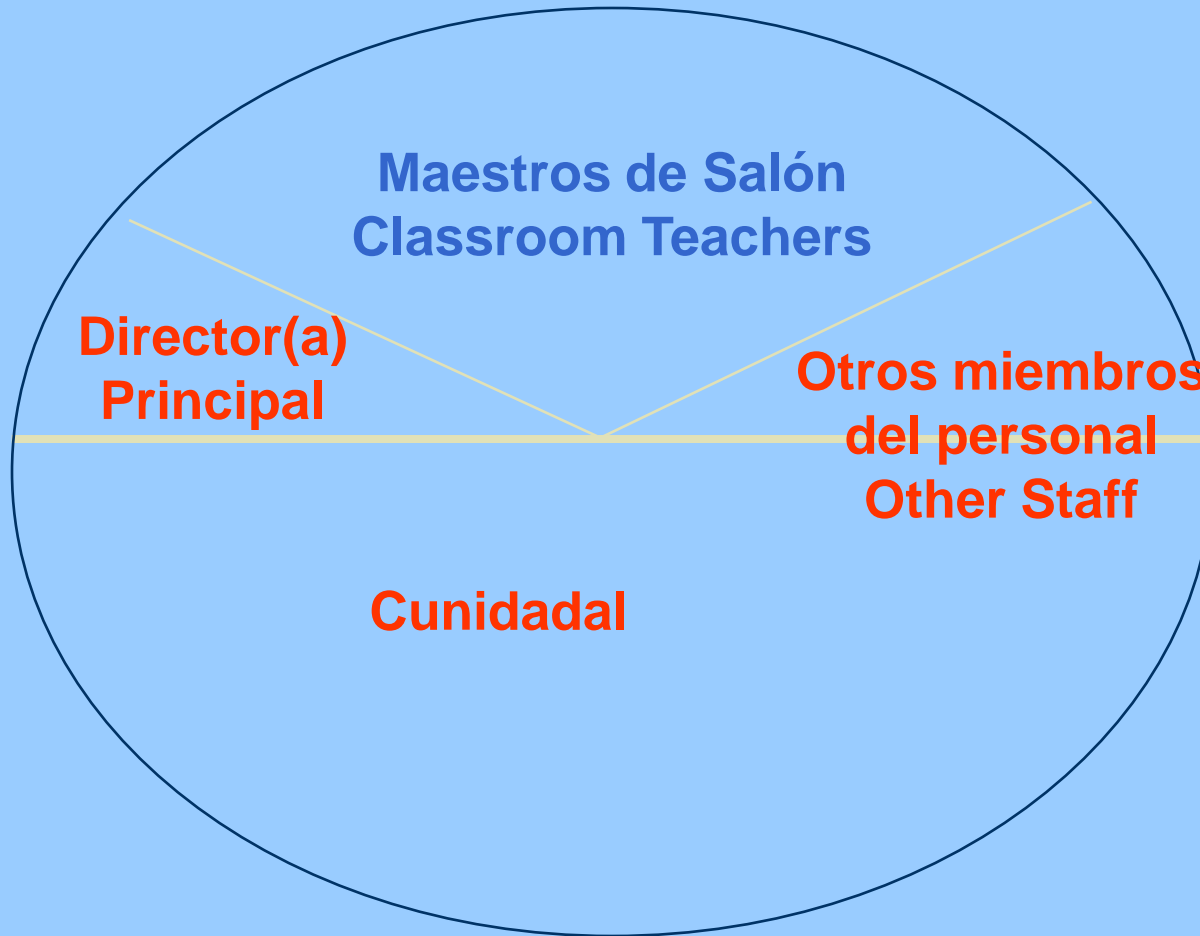 Maestros de Salón
Classroom Teachers
Director(a)
Principal
Otros miembros
del personal
Other Staff
Cunidadal